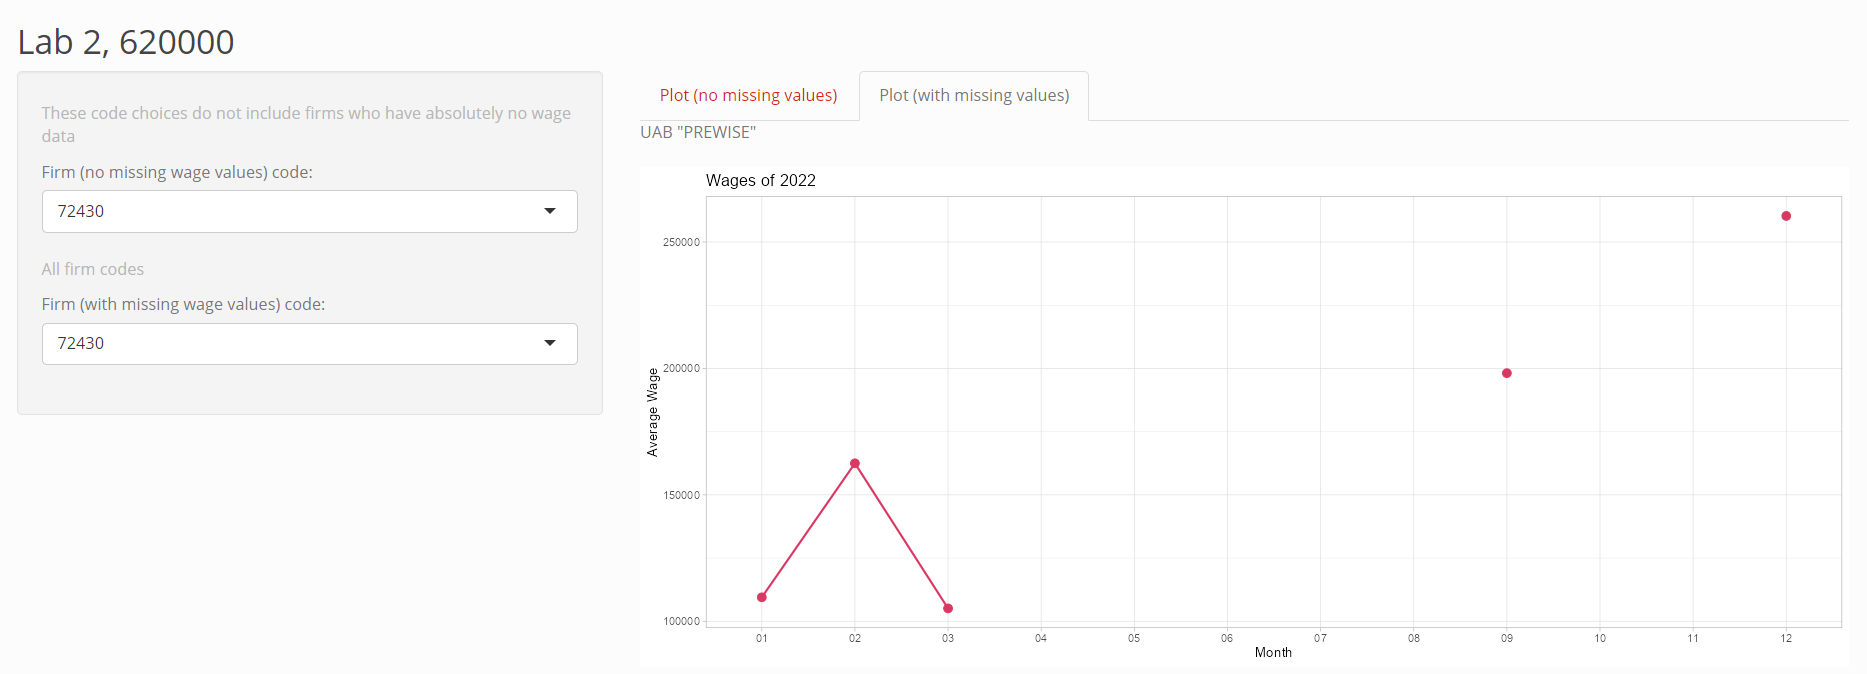 Lab 2, 620000
These code choices do not include firms who have absolutely no wage
data
Firm (no missing wage values) code:
72430
All firm codes
Firm (with missing wage values) code:
72430
Plot (no missing values)
Plot (with missing values)
UAB "PREWISE"
Wages of 2022
Average Wage
250000
200000
150000
100000
01 02 03 04 05 06 07 08 09 10 11 12
Month